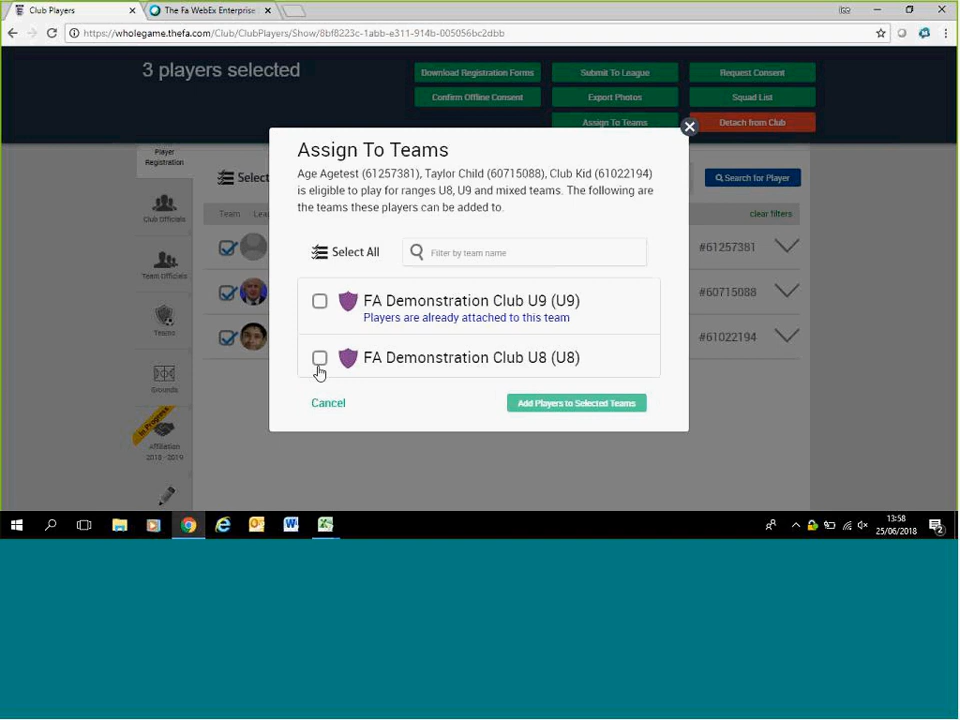 Club Players
The Fa WebEx Enterprise
https://wholegame.thefa.com/Club/ClubPlayers/Show/8bf8223c-1abb-e311-914b-005056bc2dbb
3 players selected
Download Registration Forms
Submit To League
Request Consent
Confirm Offline Consent
Export Photos
Squad List
Assign To Teams
Detach from Club
Player
Registration
Select
Search for Player
Club Officials
Team
Lea
clear filters
#61257381
Team Officials
#60715088
Teams
#61022194
Grounds
In Progress
Affiliation
2018 - 2019
Assign To Teams
Age Agetest (61257381), Taylor Child (60715088), Club Kid (61022194)
is eligible to play for ranges U8, U9 and mixed teams. The following are
the teams these players can be added to.
Select All
Filter by team name
FA Demonstration Club U9 (U9)
Players are already attached to this team
FA Demonstration Club U8 (U8)
Cancel
Add Players to Selected Teams
13:58
25/06/2018
2